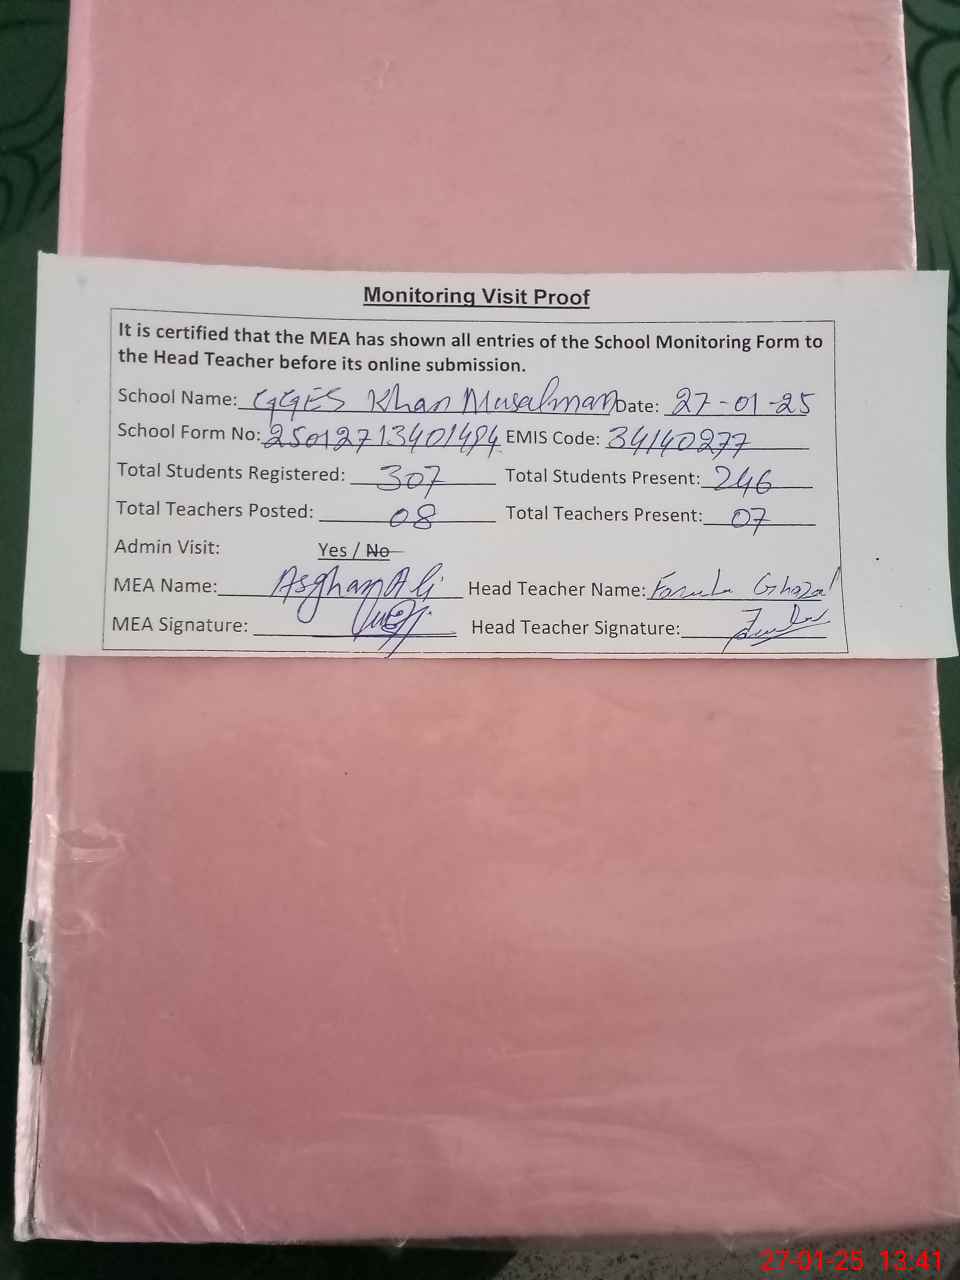 Monitoring Visit Proof
It is certified that the MEA has shown all entries of the School Monitoring Form to
the Head Teacher before its online submission.
School Name: GGES Khan Musalman Date: 27-01-25
School Form No: 25012713401494 EMIS Code: 34140277
Total Students Registered: 307 Total Students Present: 246
Total Teachers Posted: 08 Total Teachers Present: 07
Admin Visit: Yes / No
MEA Name: Asghar Ali Head Teacher Name: Ghazal
MEA Signature: Head Teacher Signature:
27-01-25 13:41